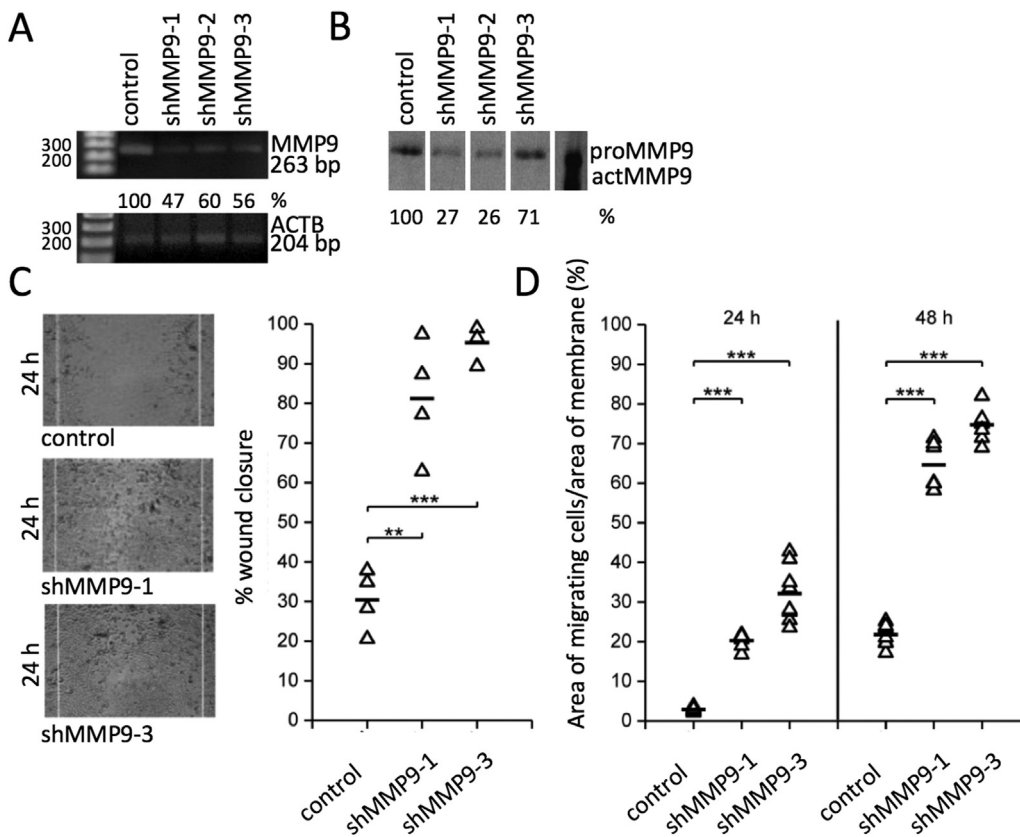 A
control
shMMP9-1
shMMP9-2
shMMP9-3
300
200
MMP9
263 bp
100 47 60 56 %
300
200
ACTB
204 bp
B
control
shMMP9-1
shMMP9-2
shMMP9-3
proMMP9
actMMP9
100 27 26 71 %
C
24 h
control
24 h
shMMP9-1
24 h
shMMP9-3
% wound closure
100
90
80
70
60
50
40
30
20
10
0
***
**
control
shMMP9-1
shMMP9-3
D
Area of migrating cells/area of membrane (%)
100
90
80
70
60
50
40
30
20
10
0
24 h
***
***
48 h
***
***
control
shMMP9-1
shMMP9-3
control
shMMP9-1
shMMP9-3